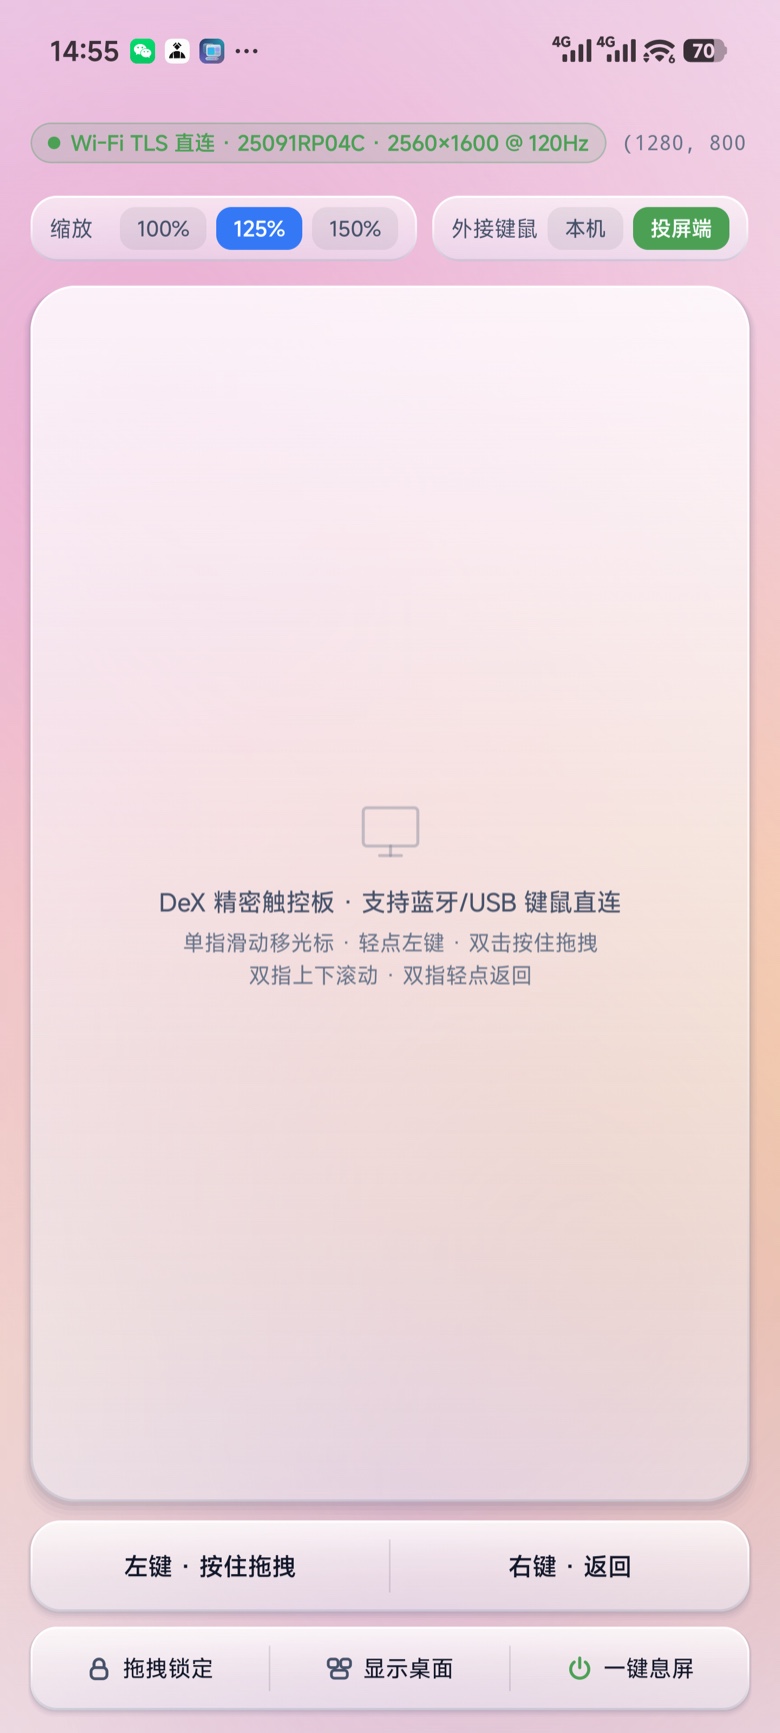 14:55 4G 4G 6 70
Wi-Fi TLS 直连 · 25091RP04C · 2560×1600 @ 120Hz (1280, 800
缩放 100% 125% 150% 外接键鼠 本机 投屏端
DeX 精密触控板 · 支持蓝牙/USB 键鼠直连
单指滑动移光标 · 轻点左键 · 双击按住拖拽
双指上下滚动 · 双指轻点返回
左键 · 按住拖拽 右键 · 返回
拖拽锁定 显示桌面 一键息屏